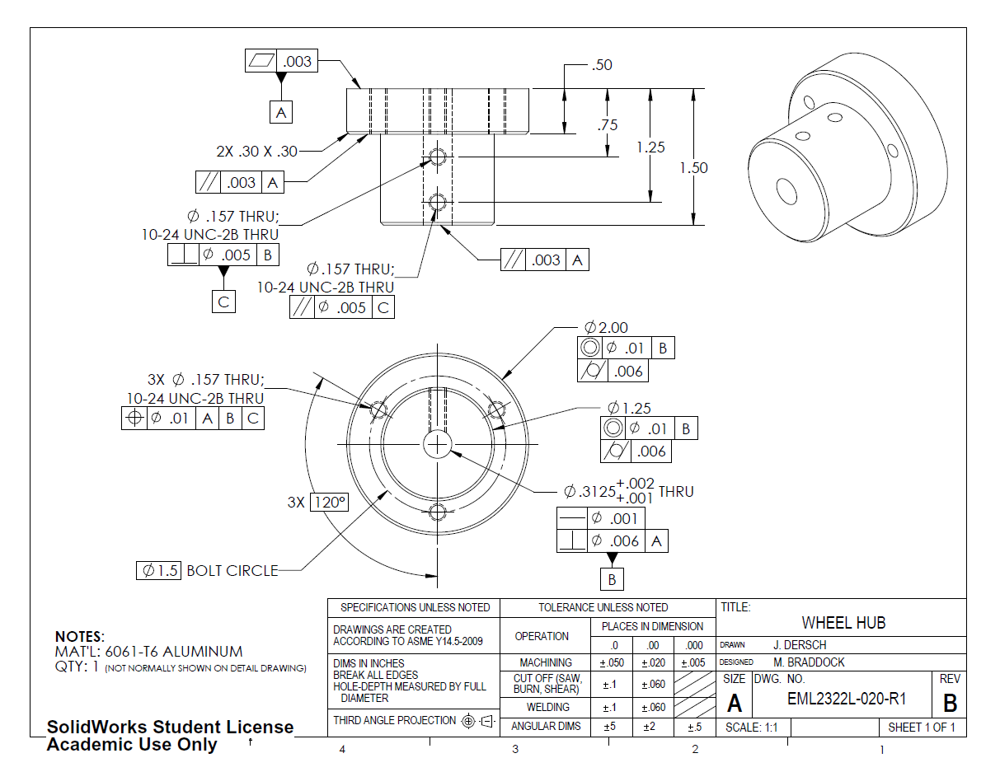 ⏥ .003
A
.50
.75
1.25
1.50
2X .30 X .30
// .003 A
∅ .157 THRU;
10-24 UNC-2B THRU
⊥ ∅ .005 B
C
∅.157 THRU;
10-24 UNC-2B THRU
// ∅ .005 C
// .003 A
∅2.00
◎ ∅ .01 B
⌭ .006
3X ∅ .157 THRU;
10-24 UNC-2B THRU
⌖ ∅ .01 A B C
∅1.25
◎ ∅ .01 B
⌭ .006
∅.3125 +.002 +.001 THRU
⏤ ∅ .001
⊥ ∅ .006 A
B
3X 120°
∅1.5 BOLT CIRCLE
NOTES:
MAT'L: 6061-T6 ALUMINUM
QTY: 1 (NOT NORMALLY SHOWN ON DETAIL DRAWING)
SPECIFICATIONS UNLESS NOTED
DRAWINGS ARE CREATED
ACCORDING TO ASME Y14.5-2009
DIMS IN INCHES
BREAK ALL EDGES
HOLE-DEPTH MEASURED BY FULL
DIAMETER
THIRD ANGLE PROJECTION
TOLERANCE UNLESS NOTED
OPERATION PLACES IN DIMENSION
.0 .00 .000
MACHINING ±.050 ±.020 ±.005
CUT OFF (SAW,
BURN, SHEAR) ±.1 ±.060
WELDING ±.1 ±.060
ANGULAR DIMS ±5 ±2 ±.5
TITLE:
WHEEL HUB
DRAWN J. DERSCH
DESIGNED M. BRADDOCK
SIZE DWG. NO. REV
A EML2322L-020-R1 B
SCALE: 1:1 SHEET 1 OF 1
SolidWorks Student License
Academic Use Only
4 3 2 1